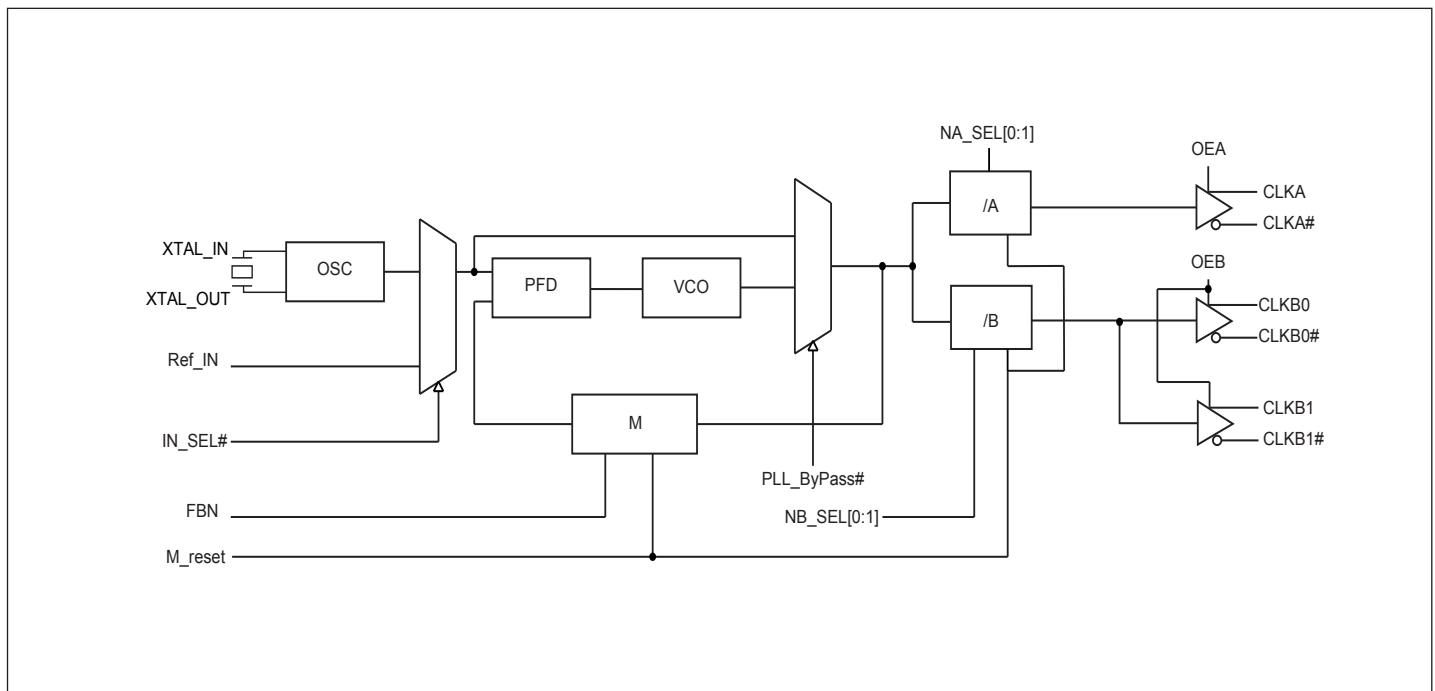 NA_SEL[0:1]
OEA
/A
CLKA
CLKA#
XTAL_IN
OSC
XTAL_OUT
PFD
VCO
OEB
CLKB0
/B
CLKB0#
Ref_IN
CLKB1
M
CLKB1#
IN_SEL#
PLL_ByPass#
FBN
NB_SEL[0:1]
M_reset